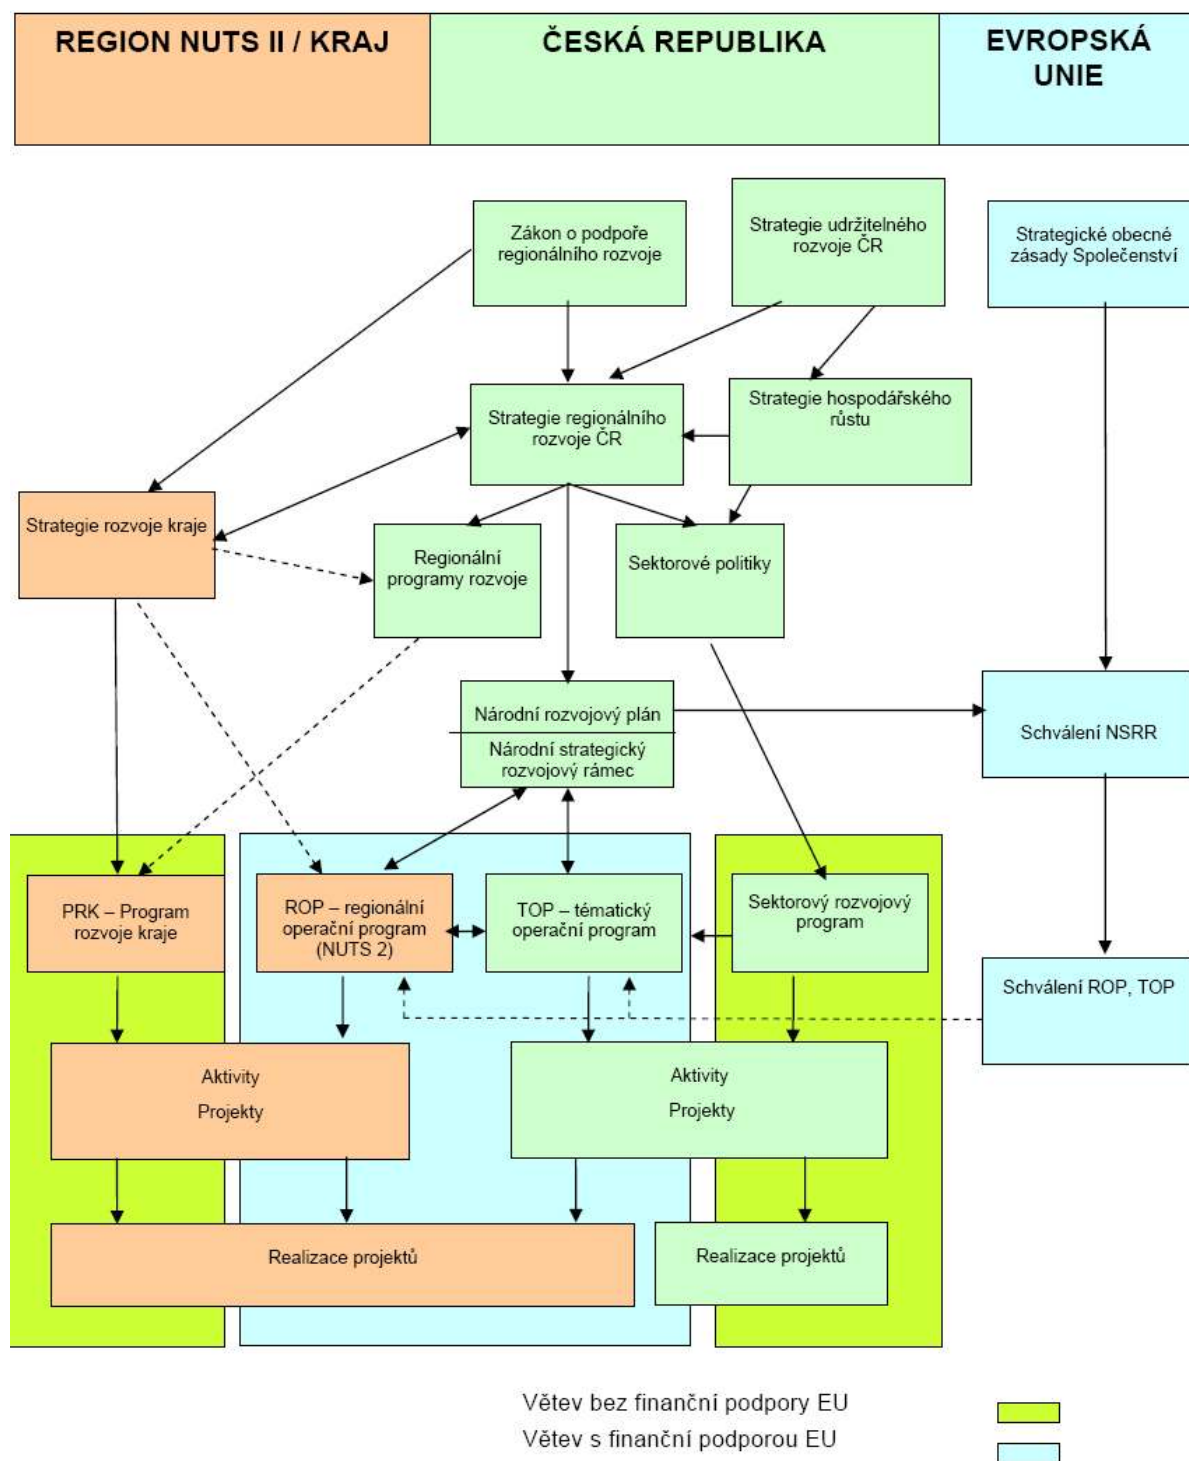 REGION NUTS II / KRAJ
ČESKÁ REPUBLIKA
EVROPSKÁ
UNIE
Zákon o podpoře
regionálního rozvoje
Strategie udržitelného
rozvoje ČR
Strategické obecné
zásady Společenství
Strategie regionálního
rozvoje ČR
Strategie hospodářského
růstu
Strategie rozvoje kraje
Regionální
programy rozvoje
Sektorové politiky
Národní rozvojový plán
Národní strategický
rozvojový rámec
Schválení NSRR
PRK – Program
rozvoje kraje
ROP – regionální
operační program
(NUTS 2)
TOP – tématický
operační program
Sektorový rozvojový
program
Schválení ROP, TOP
Aktivity
Projekty
Aktivity
Projekty
Realizace projektů
Realizace projektů
Větev bez finanční podpory EU
Větev s finanční podporou EU